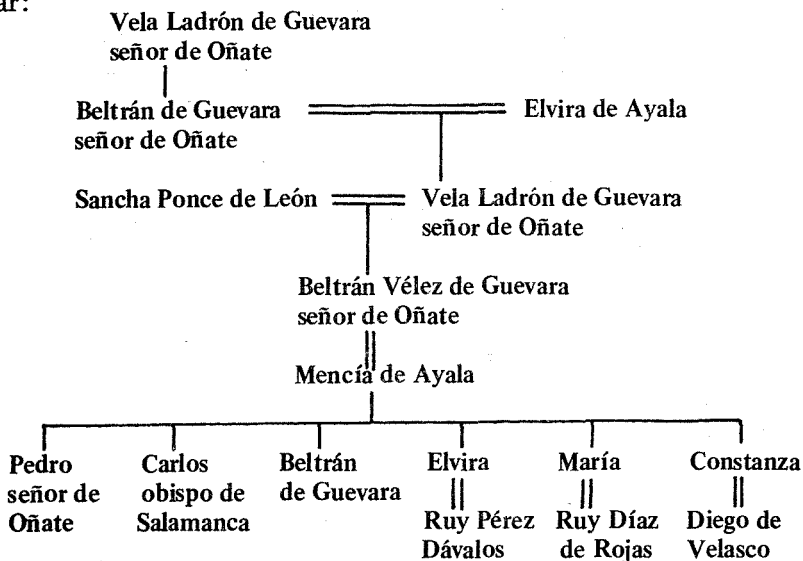 ar:
Vela Ladrón de Guevara
señor de Oñate
Beltrán de Guevara
señor de Oñate
Elvira de Ayala
Sancha Ponce de León
Vela Ladrón de Guevara
señor de Oñate
Beltrán Vélez de Guevara
señor de Oñate
Mencía de Ayala
Pedro
señor de
Oñate
Carlos
obispo de
Salamanca
Beltrán
de Guevara
Elvira
Ruy Pérez
Dávalos
María
Ruy Díaz
de Rojas
Constanza
Diego de
Velasco